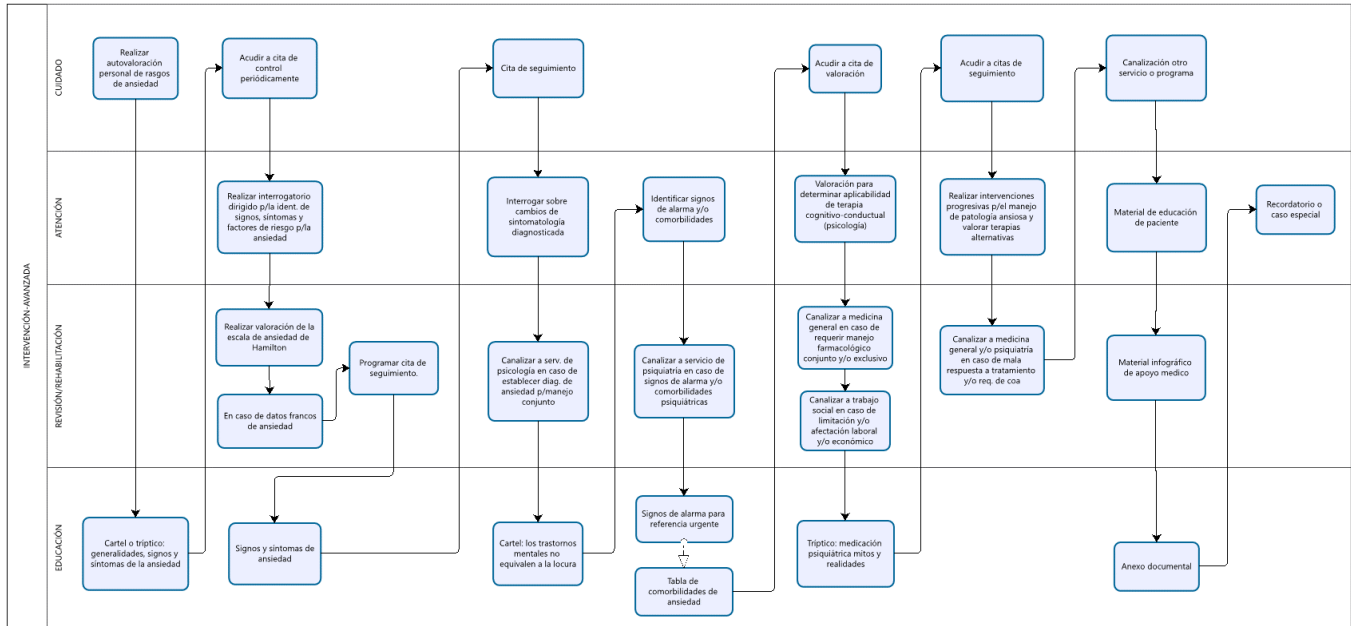 INTERVENCIÓN-AVANZADA
CUIDADO
Realizar
autovaloración
personal de rasgos
de ansiedad
Acudir a cita de
control
periódicamente
Cita de seguimiento
Acudir a cita de
valoración
Acudir a citas de
seguimiento
Canalización otro
servicio o programa
ATENCIÓN
Realizar interrogatorio
dirigido p/la ident. de
signos, síntomas y
factores de riesgo p/la
ansiedad
Interrogar sobre
cambios de
sintomatología
diagnosticada
Identificar signos
de alarma y/o
comorbilidades
Valoración para
determinar aplicabilidad
de terapia
cognitivo-conductual
(psicología)
Realizar intervenciones
progresivas p/el manejo
de patología ansiosa y
valorar terapias
alternativas
Material de educación
de paciente
Recordatorio o
caso especial
REVISIÓN/REHABILITACIÓN
Realizar valoración de la
escala de ansiedad de
Hamilton
En caso de datos francos
de ansiedad
Programar cita de
seguimiento.
Canalizar a serv. de
psicología en caso de
establecer diag. de
ansiedad p/manejo
conjunto
Canalizar a servicio de
psiquiatría en caso de
signos de alarma y/o
comorbilidades
psiquiátricas
Canalizar a medicina
general en caso de
requerir manejo
farmacológico
conjunto y/o exclusivo
Canalizar a trabajo
social en caso de
limitación y/o
afectación laboral
y/o económico
Canalizar a medicina
general y/o psiquiatría
en caso de mala
respuesta a tratamiento
y/o req. de coa
Material infográfico
de apoyo medico
EDUCACIÓN
Cartel o tríptico:
generalidades, signos y
síntomas de la ansiedad
Signos y síntomas de
ansiedad
Cartel: los trastornos
mentales no
equivalen a la locura
Signos de alarma para
referencia urgente
Tabla de
comorbilidades de
ansiedad
Tríptico: medicación
psiquiátrica mitos y
realidades
Anexo documental